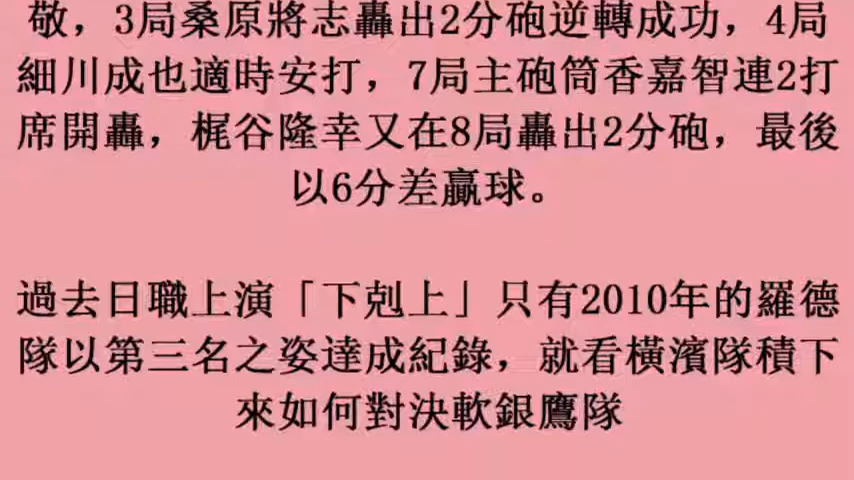 敬，3局桑原將志轟出2分砲逆轉成功，4局
細川成也適時安打，7局主砲筒香嘉智連2打
席開轟，梶谷隆幸又在8局轟出2分砲，最後
以6分差贏球。
過去日職上演「下剋上」只有2010年的羅德
隊以第三名之姿達成紀錄，就看橫濱隊積下
來如何對決軟銀鷹隊